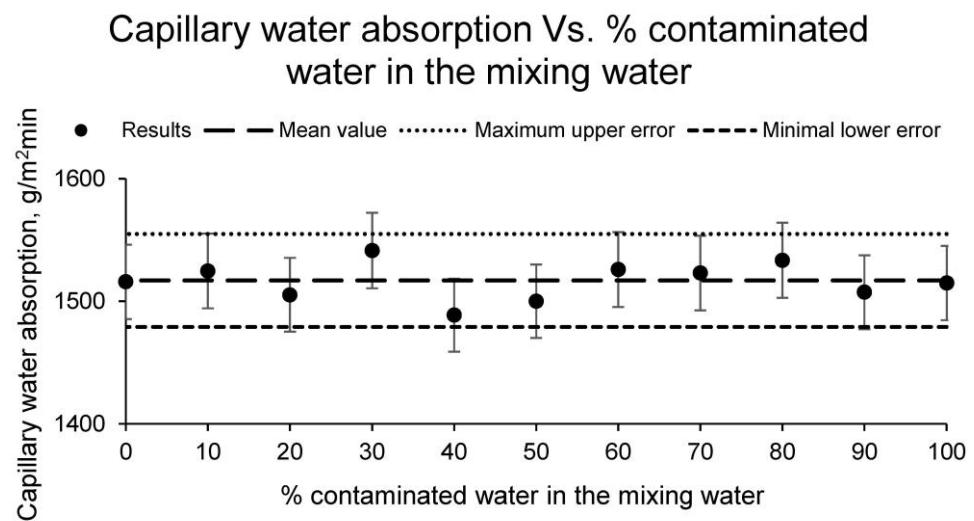 Capillary water absorption Vs. % contaminated
water in the mixing water
Results
Mean value
Maximum upper error
Minimal lower error
Capillary water absorption, g/m²min
1600
1500
1400
0 10 20 30 40 50 60 70 80 90 100
% contaminated water in the mixing water